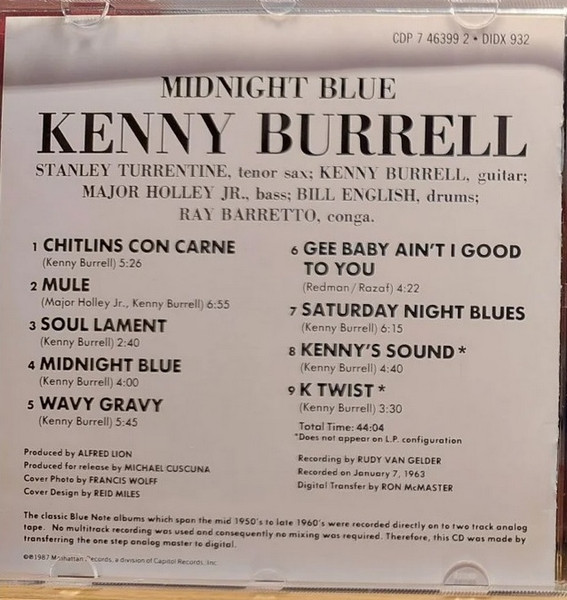 CDP 7 46399 2 • DIDX 932
MIDNIGHT BLUE
KENNY BURRELL
STANLEY TURRENTINE, tenor sax; KENNY BURRELL, guitar;
MAJOR HOLLEY JR., bass; BILL ENGLISH, drums;
RAY BARRETTO, conga.
1 CHITLINS CON CARNE
(Kenny Burrell) 5:26
2 MULE
(Major Holley Jr., Kenny Burrell) 6:55
3 SOUL LAMENT
(Kenny Burrell) 2:40
4 MIDNIGHT BLUE
(Kenny Burrell) 4:00
5 WAVY GRAVY
(Kenny Burrell) 5:45
6 GEE BABY AIN'T I GOOD
TO YOU
(Redman/Razaf) 4:22
7 SATURDAY NIGHT BLUES
(Kenny Burrell) 6:15
8 KENNY'S SOUND*
(Kenny Burrell) 4:40
9 K TWIST*
(Kenny Burrell) 3:30
Total Time: 44:04
*Does not appear on L.P. configuration
Produced by ALFRED LION
Produced for release by MICHAEL CUSCUNA
Cover Photo by FRANCIS WOLFF
Cover Design by REID MILES
Recording by RUDY VAN GELDER
Recorded on January 7, 1963
Digital Transfer by RON McMASTER
The classic Blue Note albums which span the mid 1950's to late 1960's were recorded directly on to two track analog
tape. No multitrack recording was used and consequently no mixing was required. Therefore, this CD was made by
transferring the one step analog master to digital.
©℗1987 Manhattan Records, a division of Capitol Records, Inc.